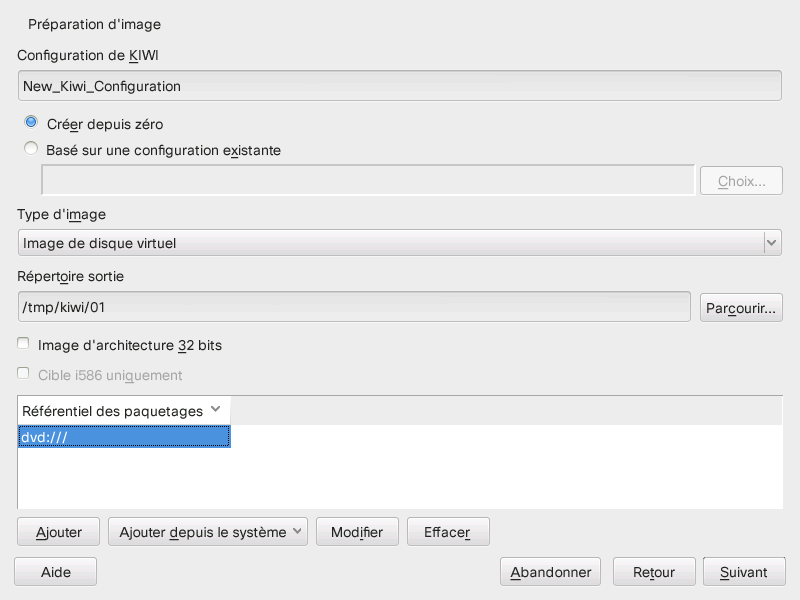 Préparation d'image
Configuration de KIWI
New_Kiwi_Configuration
Créer depuis zéro
Basé sur une configuration existante
Choix...
Type d'image
Image de disque virtuel
Répertoire sortie
/tmp/kiwi/01
Parcourir...
Image d'architecture 32 bits
Cible i586 uniquement
Référentiel des paquetages
dvd:///
Ajouter Ajouter depuis le système Modifier Effacer
Aide Abandonner Retour Suivant